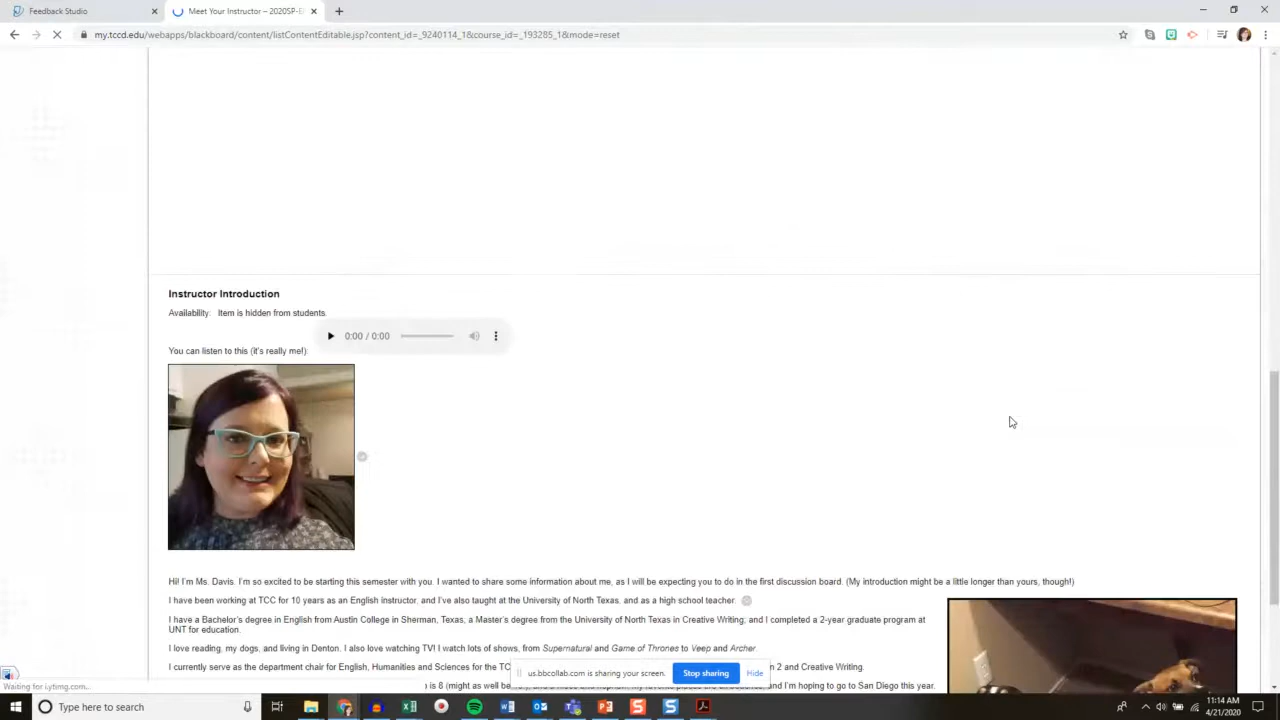 Feedback Studio
Meet Your Instructor – 2020SP-E
my.tccd.edu/webapps/blackboard/content/listContentEditable.jsp?content_id=_9240114_1&course_id=_193285_1&mode=reset
Instructor Introduction
Availability: Item is hidden from students.
0:00 / 0:00
You can listen to this (it's really me!):
Hi! I'm Ms. Davis. I'm so excited to be starting this semester with you. I wanted to share some information about me, as I will be expecting you to do in the first discussion board. (My introduction might be a little longer than yours, though!)
I have been working at TCC for 10 years as an English instructor, and I've also taught at the University of North Texas, and as a high school teacher.
I have a Bachelor's degree in English from Austin College in Sherman, Texas, a Master's degree from the University of North Texas in Creative Writing, and I completed a 2-year graduate program at
UNT for education.
I love reading, my dogs, and living in Denton. I also love watching TV! I watch lots of shows, from Supernatural and Game of Thrones to Veep and Archer.
I currently serve as the department chair for English, Humanities and Sciences for the TC n 2 and Creative Writing.
is 8 (might as well be and I'm hoping to go to San Diego this year.
us.bbcollab.com is sharing your screen. Stop sharing Hide
Waiting for i.ytimg.com...
Type here to search
11:14 AM
4/21/2020